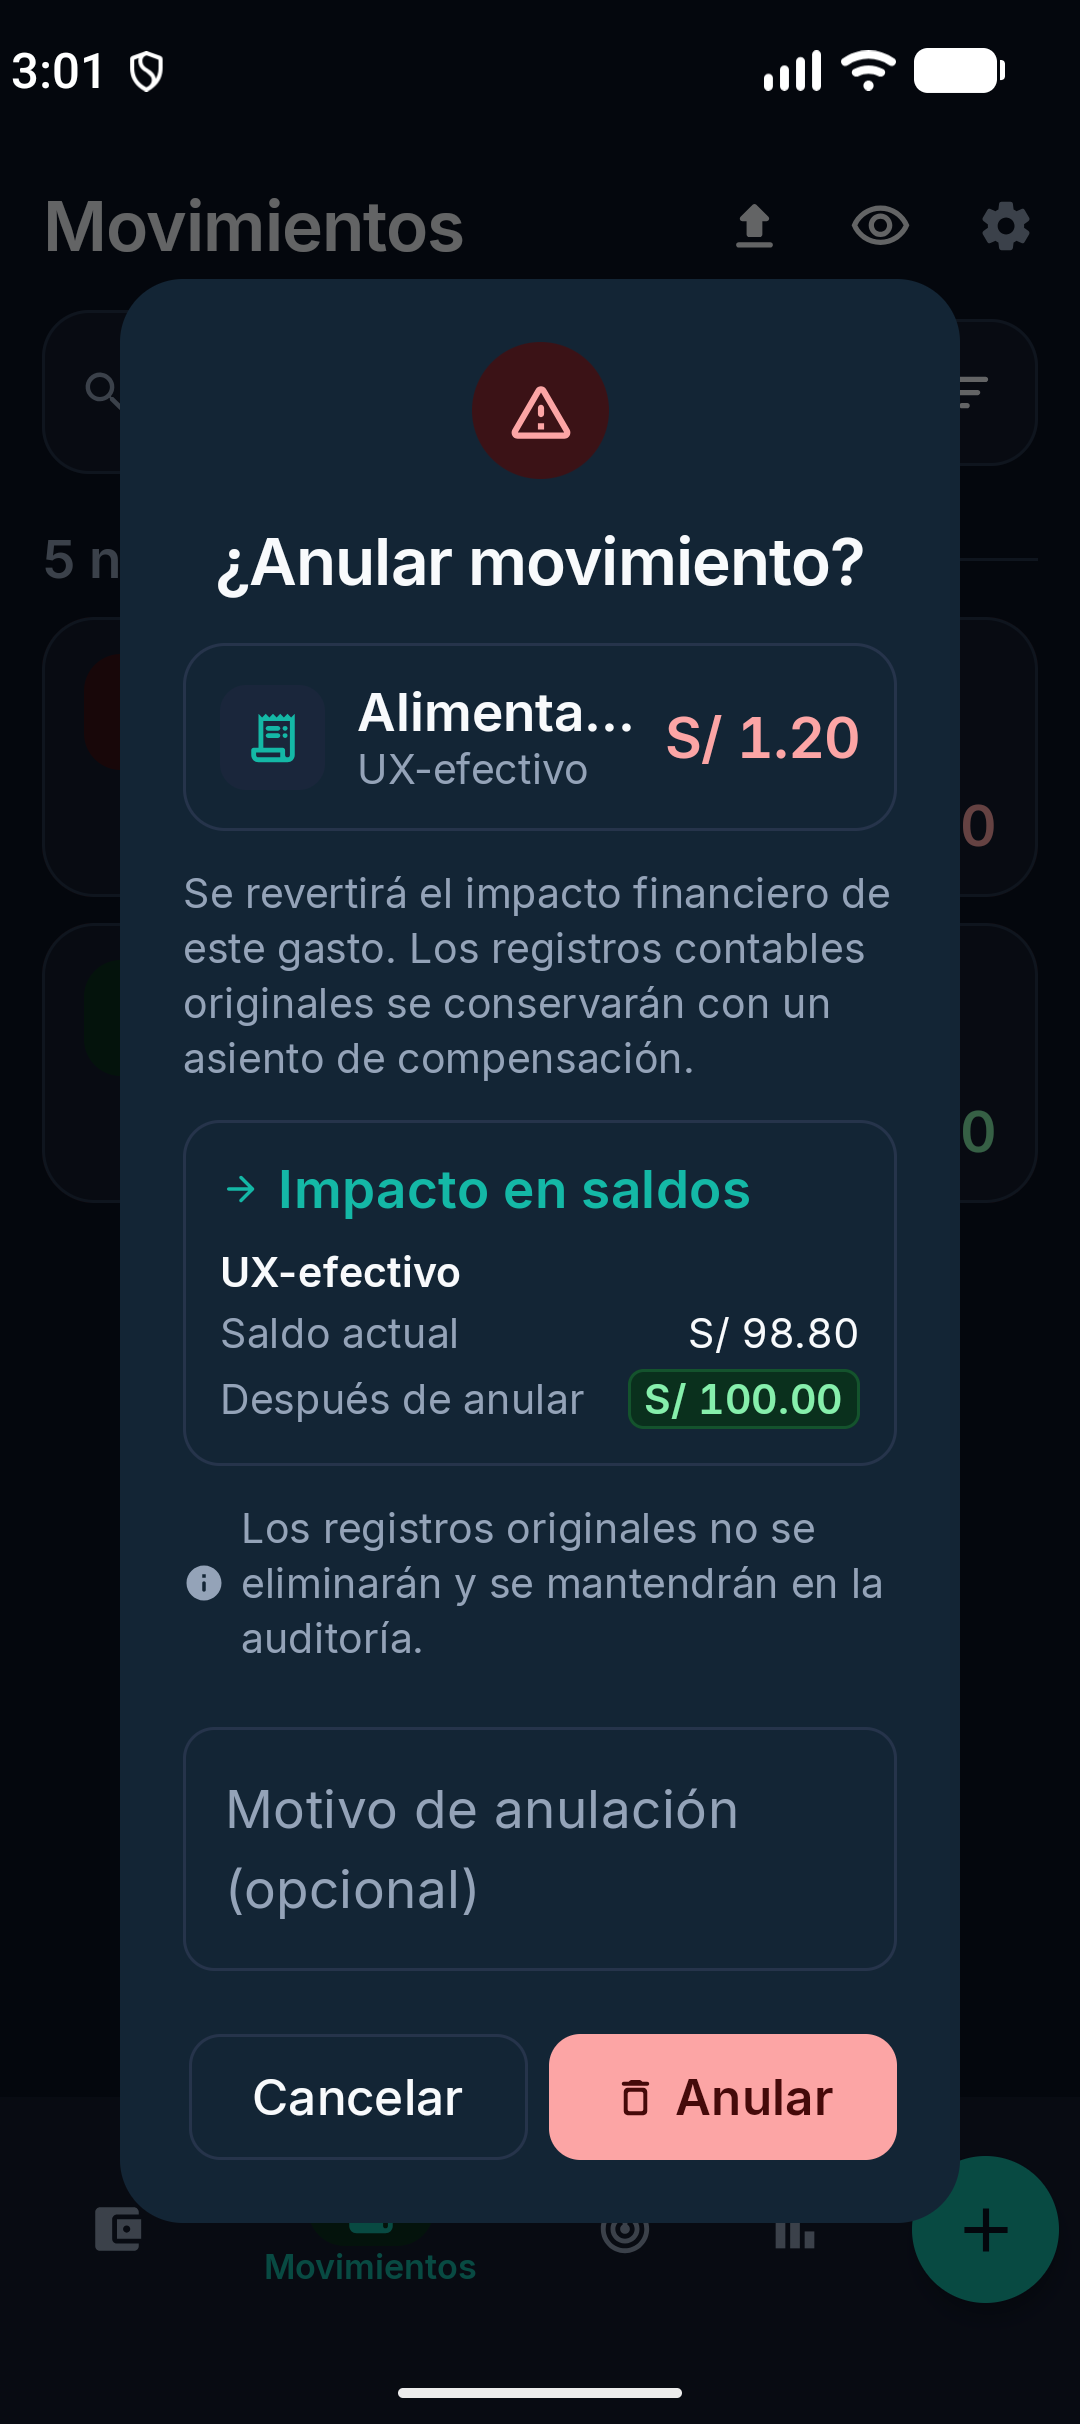 3:01
Movimientos
5 n
¿Anular movimiento?
Alimenta...
S/ 1.20
UX-efectivo
0
Se revertirá el impacto financiero de
este gasto. Los registros contables
originales se conservarán con un
asiento de compensación.
0
Impacto en saldos
UX-efectivo
Saldo actual S/ 98.80
Después de anular S/ 100.00
Los registros originales no se
eliminarán y se mantendrán en la
auditoría.
Motivo de anulación
(opcional)
Cancelar
Anular
Movimientos